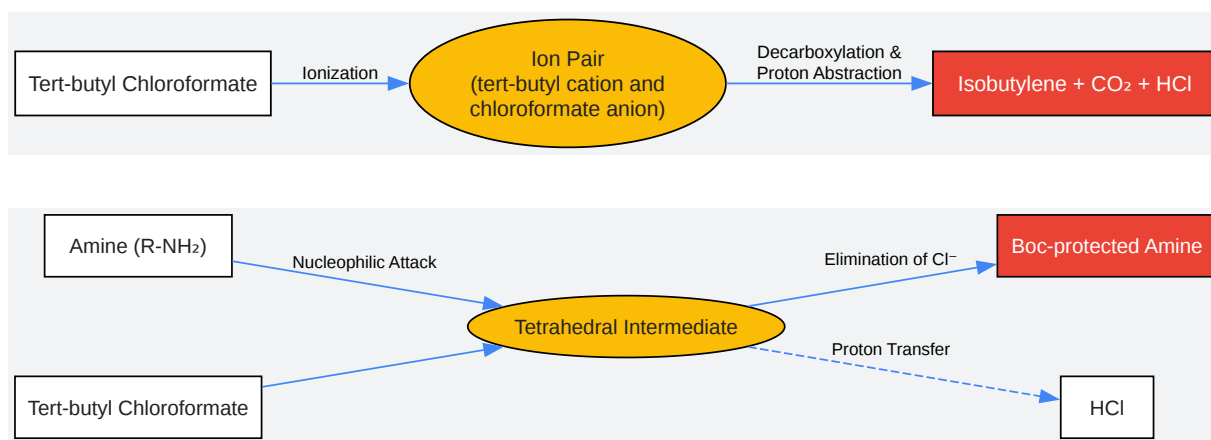 Tert-butyl Chloroformate
Ionization
Ion Pair
(tert-butyl cation and
chloroformate anion)
Decarboxylation &
Proton Abstraction
Isobutylene + CO₂ + HCl
Amine (R-NH₂)
Nucleophilic Attack
Elimination of Cl⁻
Boc-protected Amine
Tetrahedral Intermediate
Proton Transfer
Tert-butyl Chloroformate
HCl